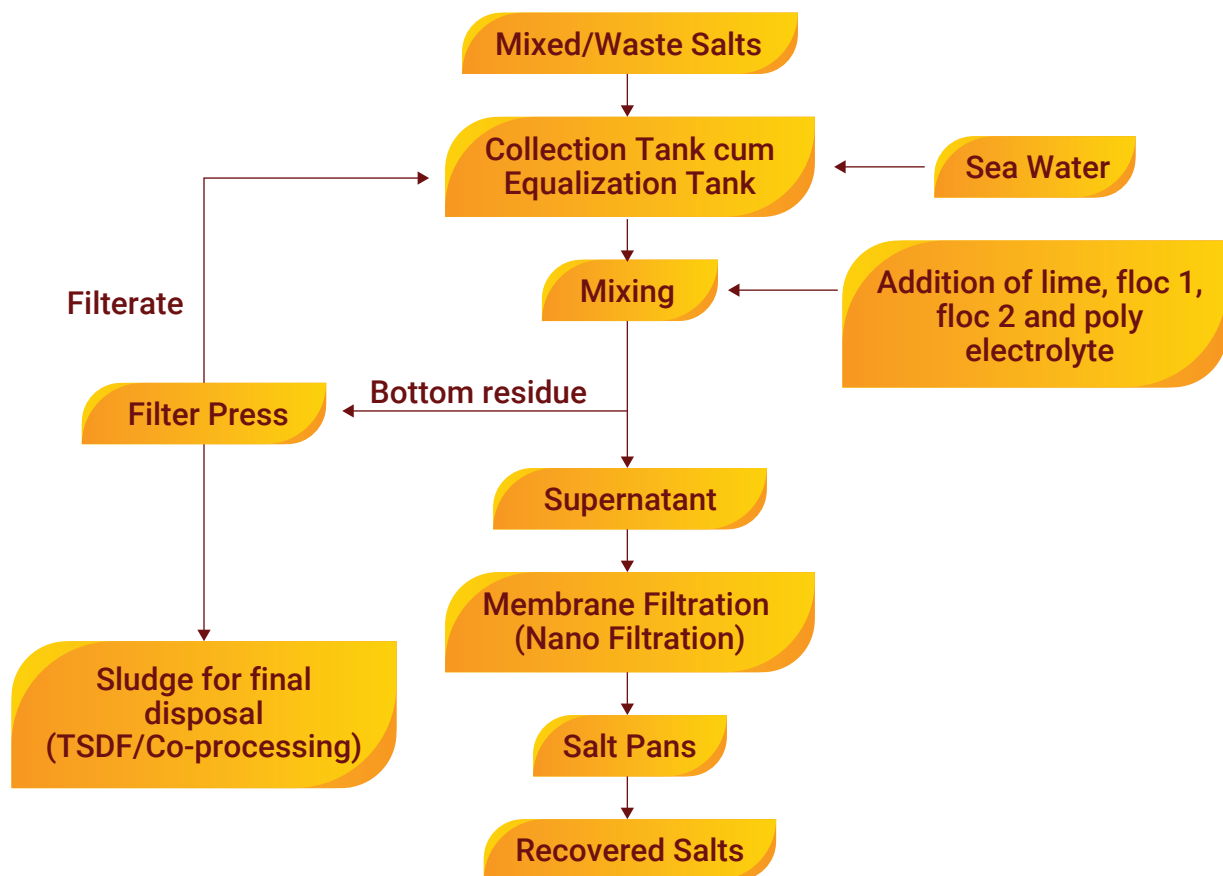 Mixed/Waste Salts
Collection Tank cum
Equalization Tank
Sea Water
Mixing
Addition of lime, floc 1,
floc 2 and poly
electrolyte
Filterate
Bottom residue
Filter Press
Supernatant
Membrane Filtration
(Nano Filtration)
Sludge for final
disposal
(TSDF/Co-processing)
Salt Pans
Recovered Salts